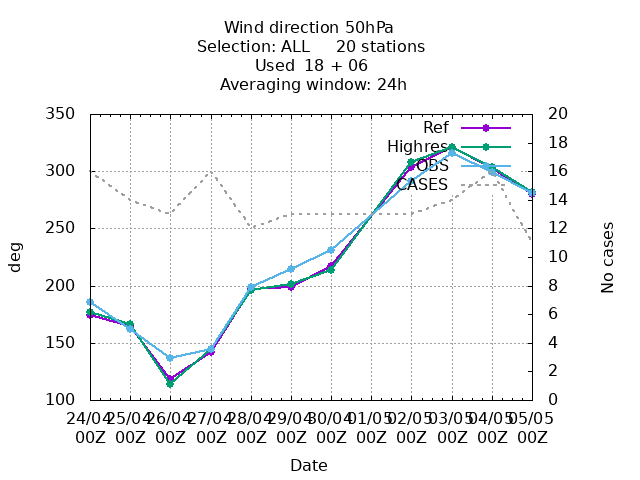 Wind direction 50hPa
Selection: ALL 20 stations
Used 18 + 06
Averaging window: 24h
350 20
18
300 16
14
250 12
10
200 8
6
150 4
2
100 0
Ref
Highres
OBS
CASES
deg
No cases
24/04 25/04 26/04 27/04 28/04 29/04 30/04 01/05 02/05 03/05 04/05 05/05
00Z 00Z 00Z 00Z 00Z 00Z 00Z 00Z 00Z 00Z 00Z 00Z
Date